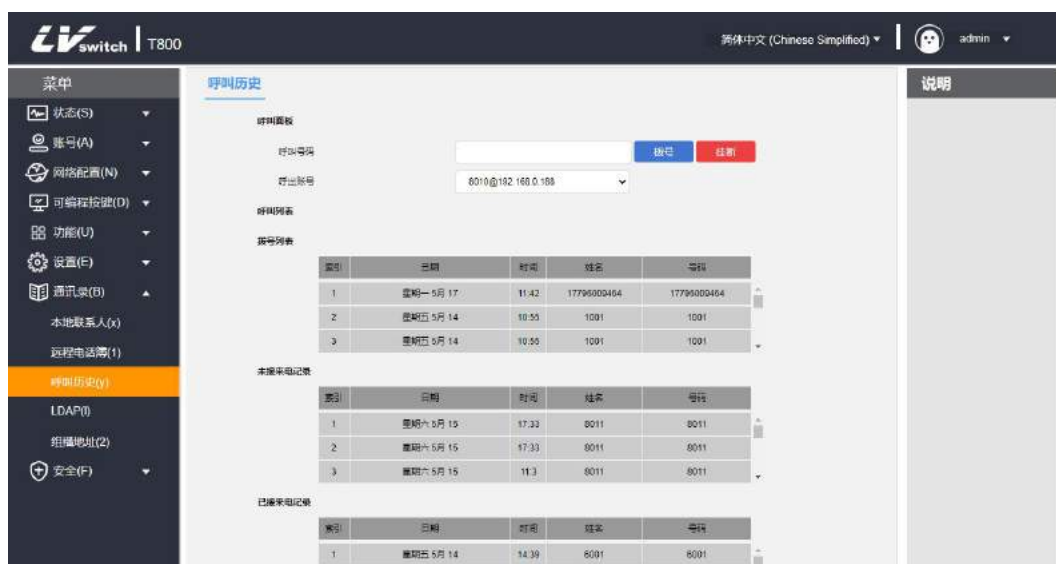 LVswitch T800
简体中文 (Chinese Simplified)
admin
菜单
呼叫历史
说明
状态(S)
账号(A)
网络配置(N)
可编程按键(D)
功能(U)
设置(E)
通讯录(B)
本地联系人(x)
远程电话簿(1)
呼叫历史(y)
LDAP(l)
组播地址(2)
安全(F)
呼叫面板
呼叫号码 拨号 挂断
呼出账号 8010@192.168.0.188
呼叫列表
拨号列表
索引 日期 时间 姓名 号码
1 星期一 5月 17 11:42 17796009464 17796009464
2 星期五 5月 14 10:55 1001 1001
3 星期五 5月 14 10:55 1001 1001
未接来电记录
索引 日期 时间 姓名 号码
1 星期六 5月 15 17:33 8011 8011
2 星期六 5月 15 17:33 8011 8011
3 星期六 5月 15 11:3 8011 8011
已接来电记录
索引 日期 时间 姓名 号码
1 星期五 5月 14 14:39 6001 6001